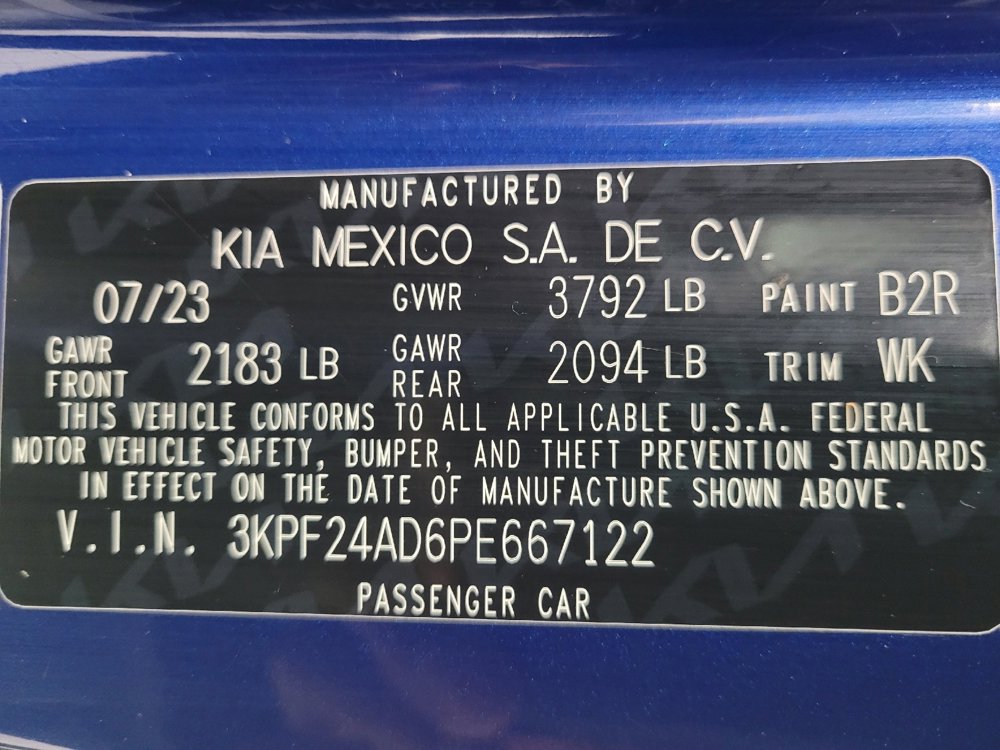 MANUFACTURED BY
KIA MEXICO S.A. DE C.V.
07/23 GVWR 3792 LB PAINT B2R
GAWR FRONT 2183 LB GAWR REAR 2094 LB TRIM WK
THIS VEHICLE CONFORMS TO ALL APPLICABLE U.S.A. FEDERAL
MOTOR VEHICLE SAFETY, BUMPER, AND THEFT PREVENTION STANDARDS
IN EFFECT ON THE DATE OF MANUFACTURE SHOWN ABOVE.
V.I.N. 3KPF24AD6PE667122
PASSENGER CAR